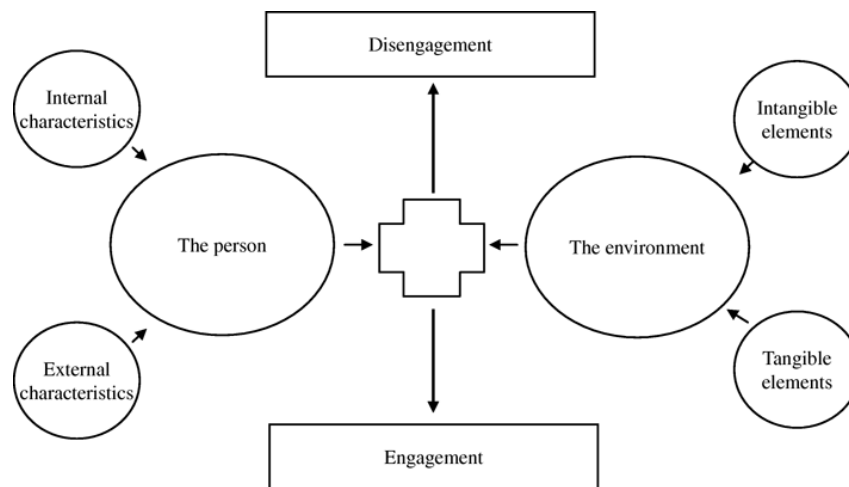 Disengagement
Internal
characteristics
Intangible
elements
The person
The environment
External
characteristics
Tangible
elements
Engagement